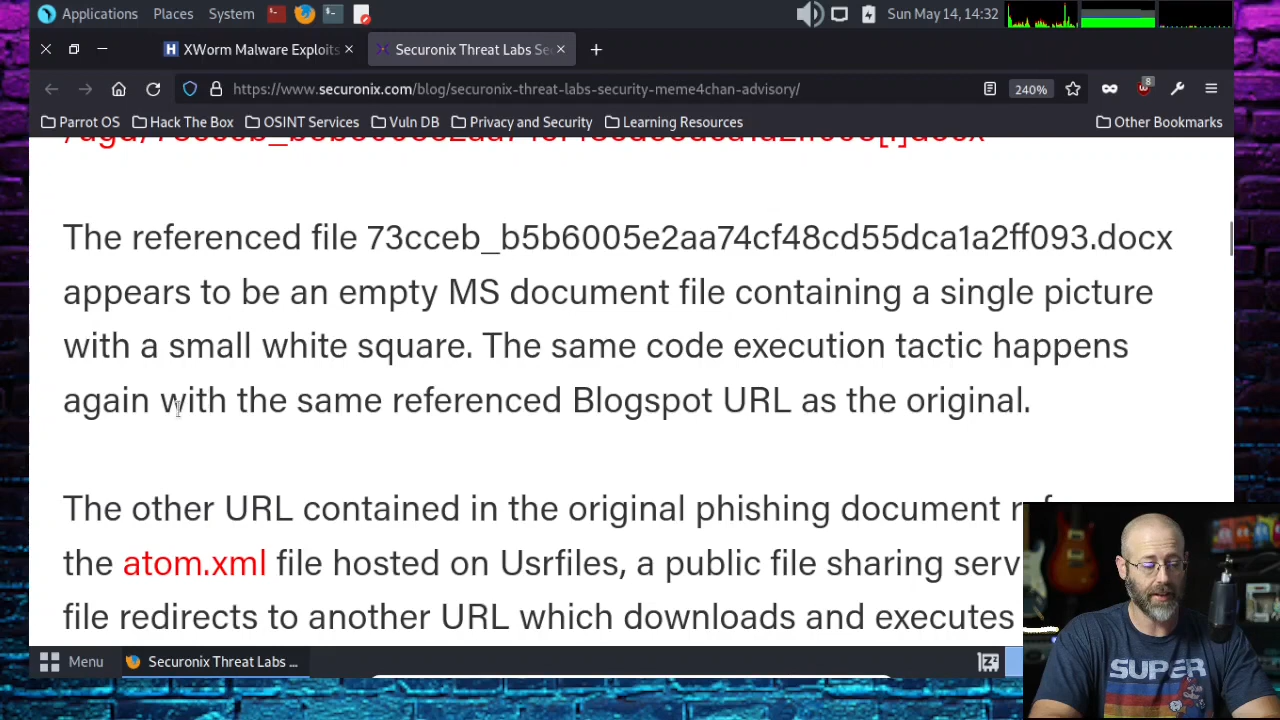 Applications Places System Sun May 14, 14:32
XWorm Malware Exploits Securonix Threat Labs Sec
https://www.securonix.com/blog/securonix-threat-labs-security-meme4chan-advisory/ 240% 8
Parrot OS Hack The Box OSINT Services Vuln DB Privacy and Security Learning Resources Other Bookmarks
The referenced file 73cceb_b5b6005e2aa74cf48cd55dca1a2ff093.docx
appears to be an empty MS document file containing a single picture
with a small white square. The same code execution tactic happens
again with the same referenced Blogspot URL as the original.
The other URL contained in the original phishing document
the atom.xml file hosted on Usrfiles, a public file sharing serv
file redirects to another URL which downloads and executes
Menu Securonix Threat Labs ...
SUPER